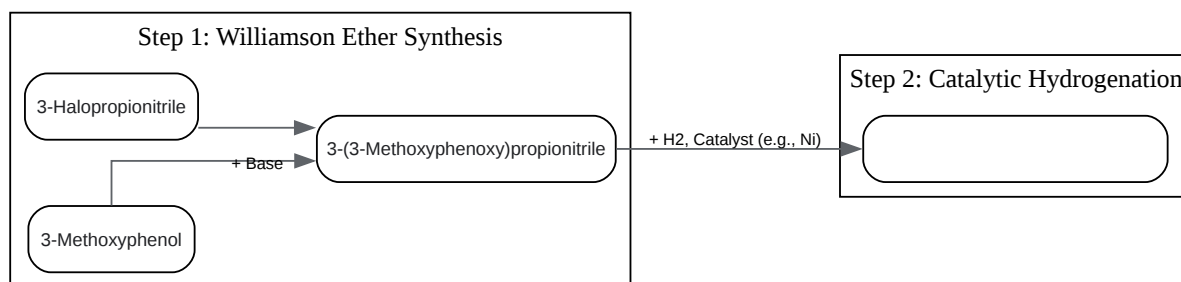 Step 1: Williamson Ether Synthesis
3-Halopropionitrile
+ Base
3-Methoxyphenol
3-(3-Methoxyphenoxy)propionitrile
+ H2, Catalyst (e.g., Ni)
Step 2: Catalytic Hydrogenation